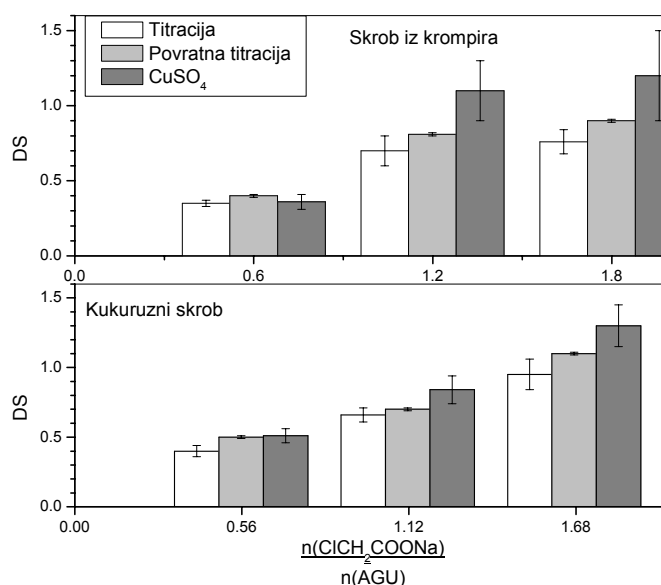 Titracija
Povratna titracija
CuSO₄
Skrob iz krompira
1.5
1.0
0.5
0.0
DS
0.0 0.6 1.2 1.8
Kukuruzni skrob
1.5
1.0
0.5
0.0
DS
0.00 0.56 1.12 1.68
n(ClCH₂COONa)
n(AGU)